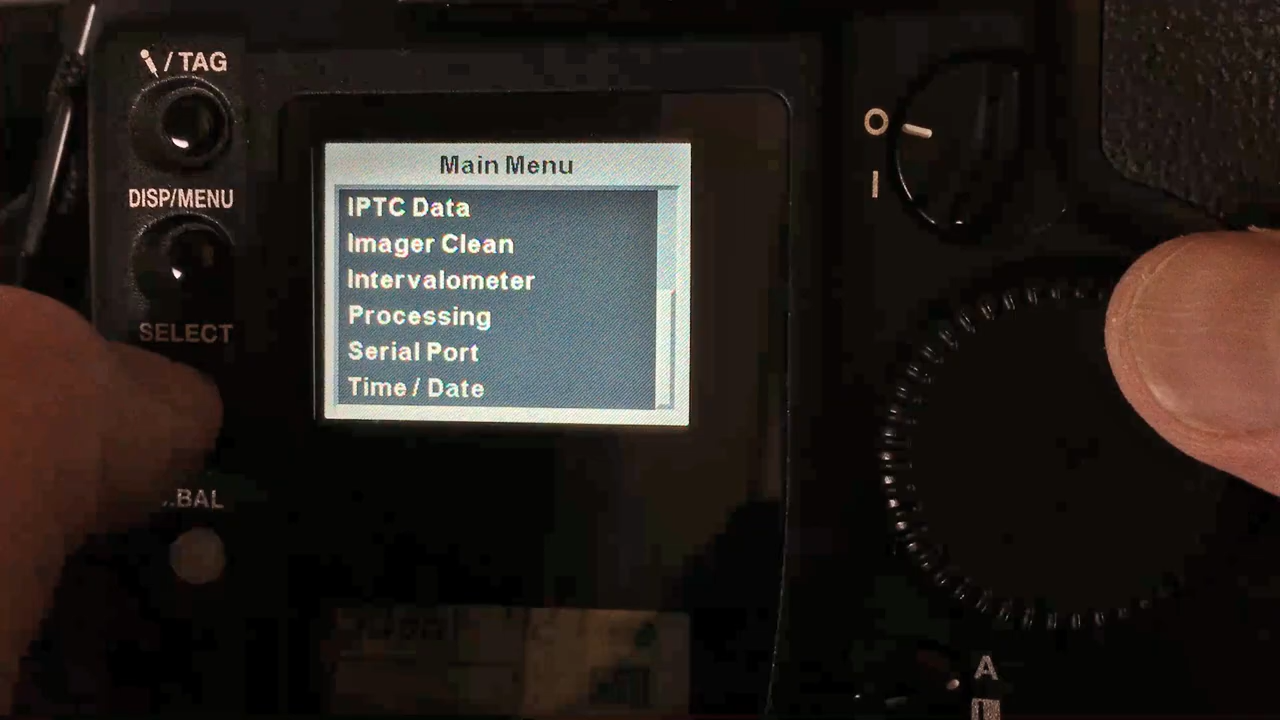 / TAG
DISP/MENU
SELECT
.BAL
Main Menu
IPTC Data
Imager Clean
Intervalometer
Processing
Serial Port
Time / Date
O
I
A